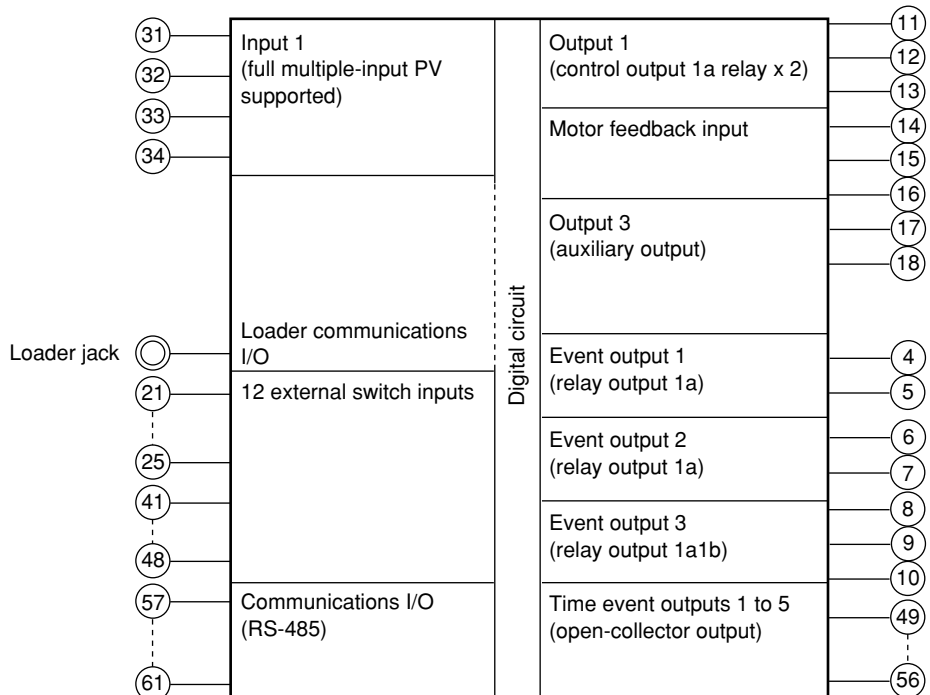 31
32
33
34
Input 1
(full multiple-input PV
supported)
Loader jack
Loader communications
I/O
21
25
41
48
12 external switch inputs
57
61
Communications I/O
(RS-485)
Digital circuit
Output 1
(control output 1a relay x 2)
11
12
13
Motor feedback input
14
15
16
Output 3
(auxiliary output)
17
18
Event output 1
(relay output 1a)
4
5
Event output 2
(relay output 1a)
6
7
Event output 3
(relay output 1a1b)
8
9
10
Time event outputs 1 to 5
(open-collector output)
49
56